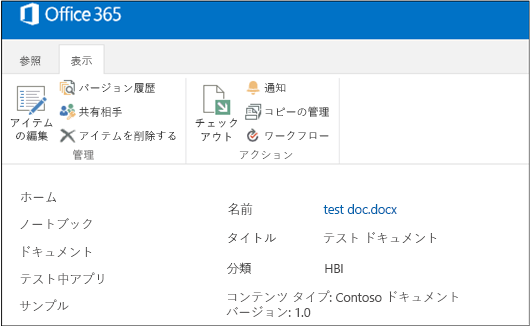 Office 365
参照
表示
アイテム
の編集
バージョン履歴
共有相手
アイテムを削除する
管理
チェック
アウト
通知
コピーの管理
ワークフロー
アクション
ホーム
ノートブック
ドキュメント
テスト中アプリ
サンプル
名前 test doc.docx
タイトル テスト ドキュメント
分類 HBI
コンテンツ タイプ: Contoso ドキュメント
バージョン: 1.0